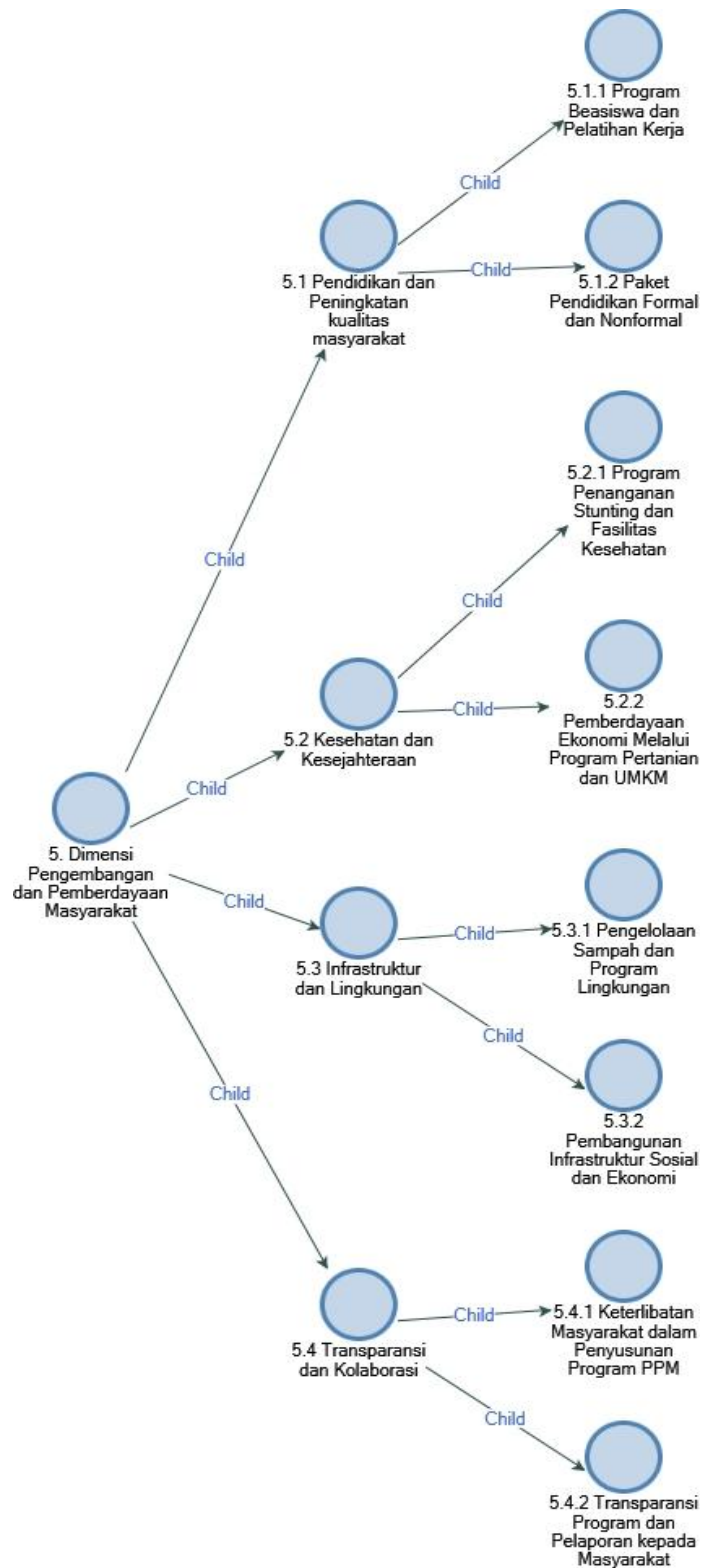 5.1.1 Program
Beasiswa dan
Pelatihan Kerja
Child
5.1 Pendidikan dan
Peningkatan
kualitas
masyarakat
Child
5.1.2 Paket
Pendidikan Formal
dan Nonformal
5.2.1 Program
Penanganan
Stunting dan
Fasilitas
Kesehatan
Child
Child
5.2 Kesehatan dan
Kesejahteraan
Child
5.2.2
Pemberdayaan
Ekonomi Melalui
Program Pertanian
dan UMKM
Child
5. Dimensi
Pengembangan
dan Pemberdayaan
Masyarakat
Child
5.3 Infrastruktur
dan Lingkungan
Child
5.3.1 Pengelolaan
Sampah dan
Program
Lingkungan
Child
5.3.2
Pembangunan
Infrastruktur Sosial
dan Ekonomi
Child
5.4 Transparansi
dan Kolaborasi
Child
5.4.1 Keterlibatan
Masyarakat dalam
Penyusunan
Program PPM
Child
5.4.2 Transparansi
Program dan
Pelaporan kepada
Masyarakat